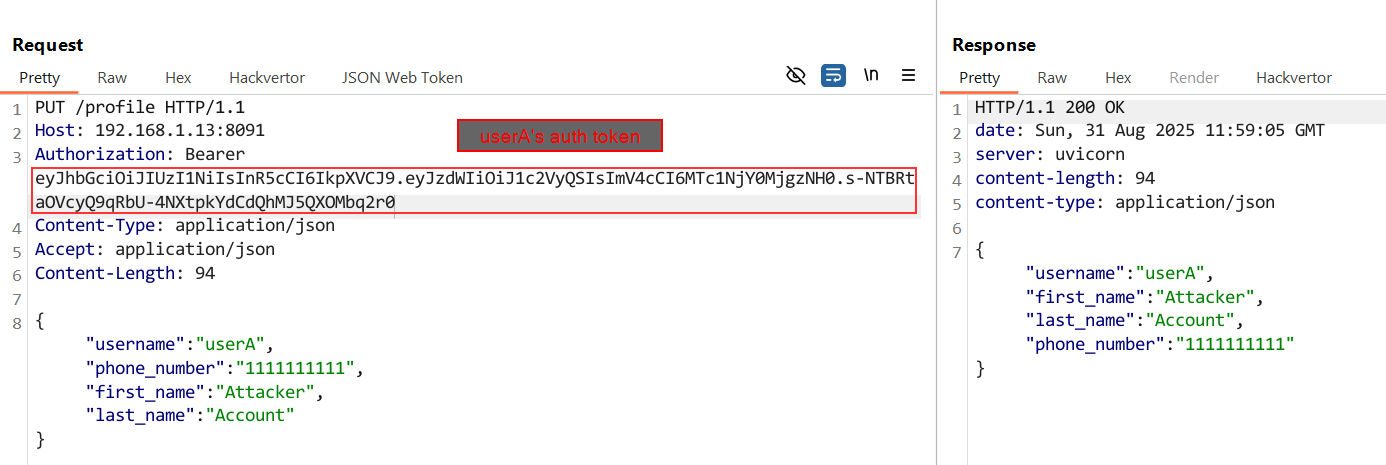 Request
Pretty Raw Hex Hackvertor JSON Web Token \n
1 PUT /profile HTTP/1.1
2 Host: 192.168.1.13:8091
userA's auth token
3 Authorization: Bearer
eyJhbGciOiJIUzI1NiIsInR5cCI6IkpXVCJ9.eyJzdWIiOiJ1c2VyQSIsImV4cCI6MTc1NjY0MjgzNH0.s-NTBRt
aOVcyQ9qRbU-4NXtpkYdCdQhMJ5QXOMbq2r0
4 Content-Type: application/json
5 Accept: application/json
6 Content-Length: 94
7
8 {
"username":"userA",
"phone_number":"1111111111",
"first_name":"Attacker",
"last_name":"Account"
}
Response
Pretty Raw Hex Render Hackvertor
1 HTTP/1.1 200 OK
2 date: Sun, 31 Aug 2025 11:59:05 GMT
3 server: uvicorn
4 content-length: 94
5 content-type: application/json
6
7 {
"username":"userA",
"first_name":"Attacker",
"last_name":"Account",
"phone_number":"1111111111"
}